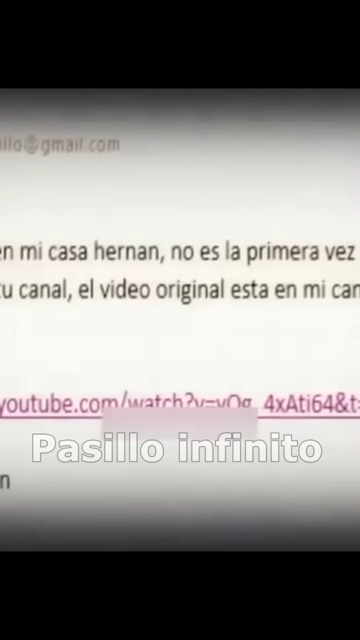 illo@gmail.com
en mi casa hernan, no es la primera vez
tu canal, el video original esta en mi can
youtube.com/watch?v=vOg_4xAti64&t=
Pasillo infinito
n